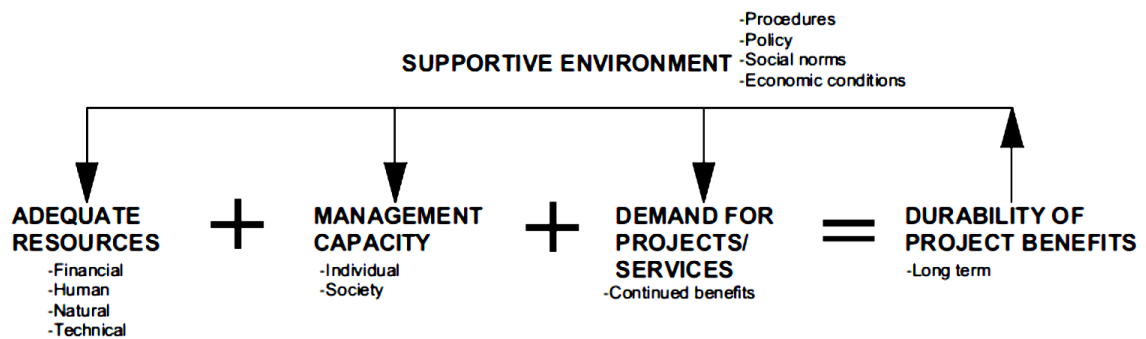 SUPPORTIVE ENVIRONMENT
-Procedures
-Policy
-Social norms
-Economic conditions
ADEQUATE
RESOURCES
-Financial
-Human
-Natural
-Technical
+
MANAGEMENT
CAPACITY
-Individual
-Society
+
DEMAND FOR
PROJECTS/
SERVICES
-Continued benefits
=
DURABILITY OF
PROJECT BENEFITS
-Long term